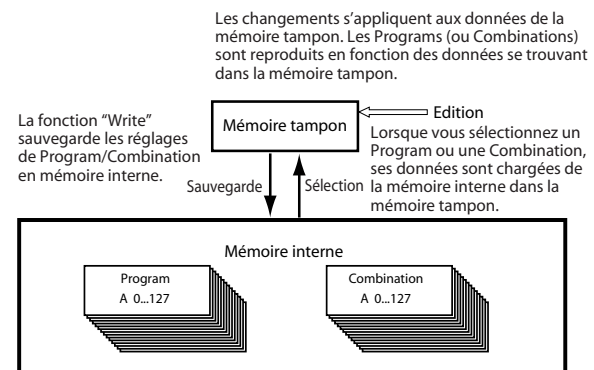 Les changements s’appliquent aux données de la
mémoire tampon. Les Programs (ou Combinations)
sont reproduits en fonction des données se trouvant
dans la mémoire tampon.
La fonction “Write”
sauvegarde les réglages
de Program/Combination
en mémoire interne.
Mémoire tampon
Edition
Lorsque vous sélectionnez un
Program ou une Combination,
ses données sont chargées de
la mémoire interne dans la
mémoire tampon.
Sauvegarde
Sélection
Mémoire interne
Program
A 0...127
Combination
A 0...127